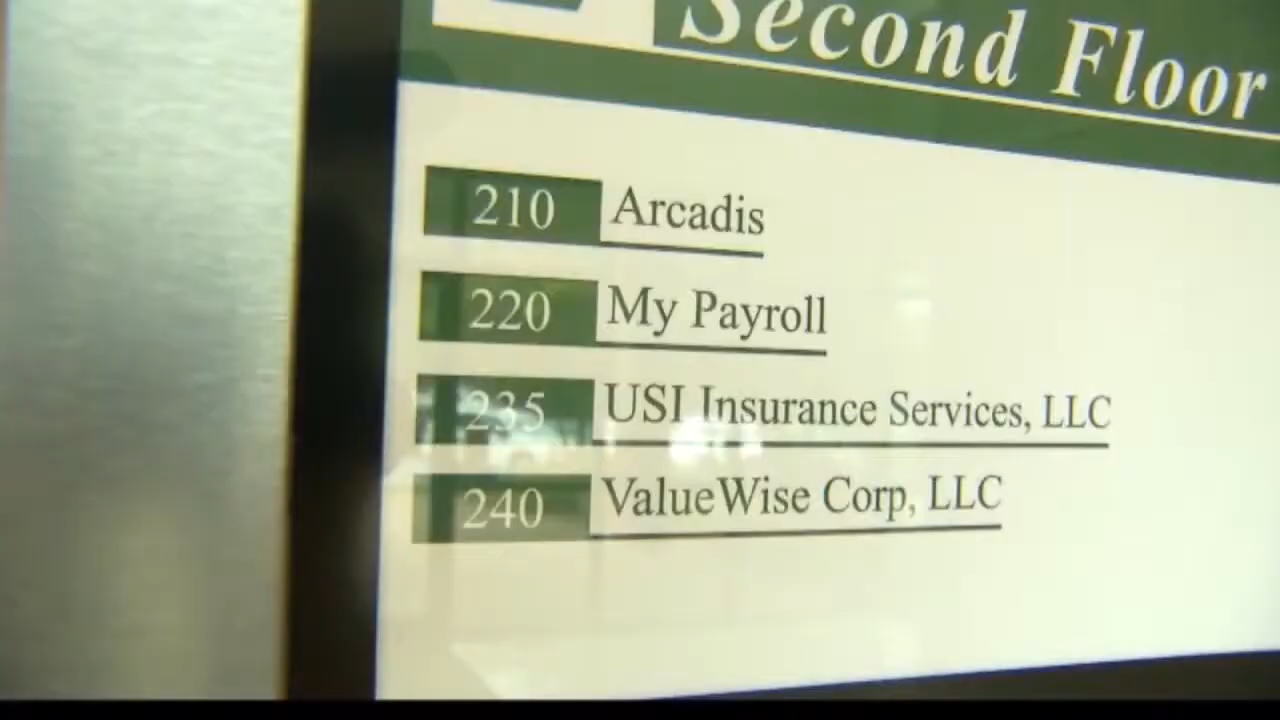 Second Floor
210 Arcadis
220 My Payroll
235 USI Insurance Services, LLC
240 ValueWise Corp, LLC